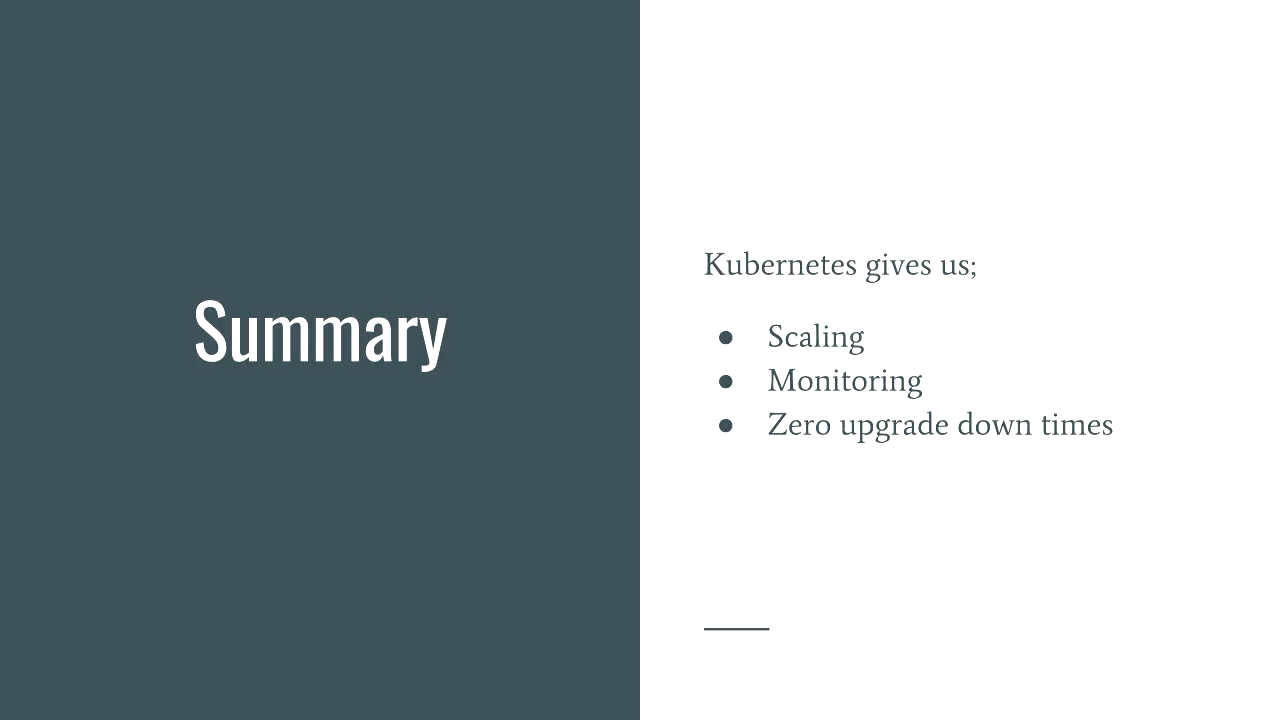 Summary
Kubernetes gives us;
● Scaling
● Monitoring
● Zero upgrade down times